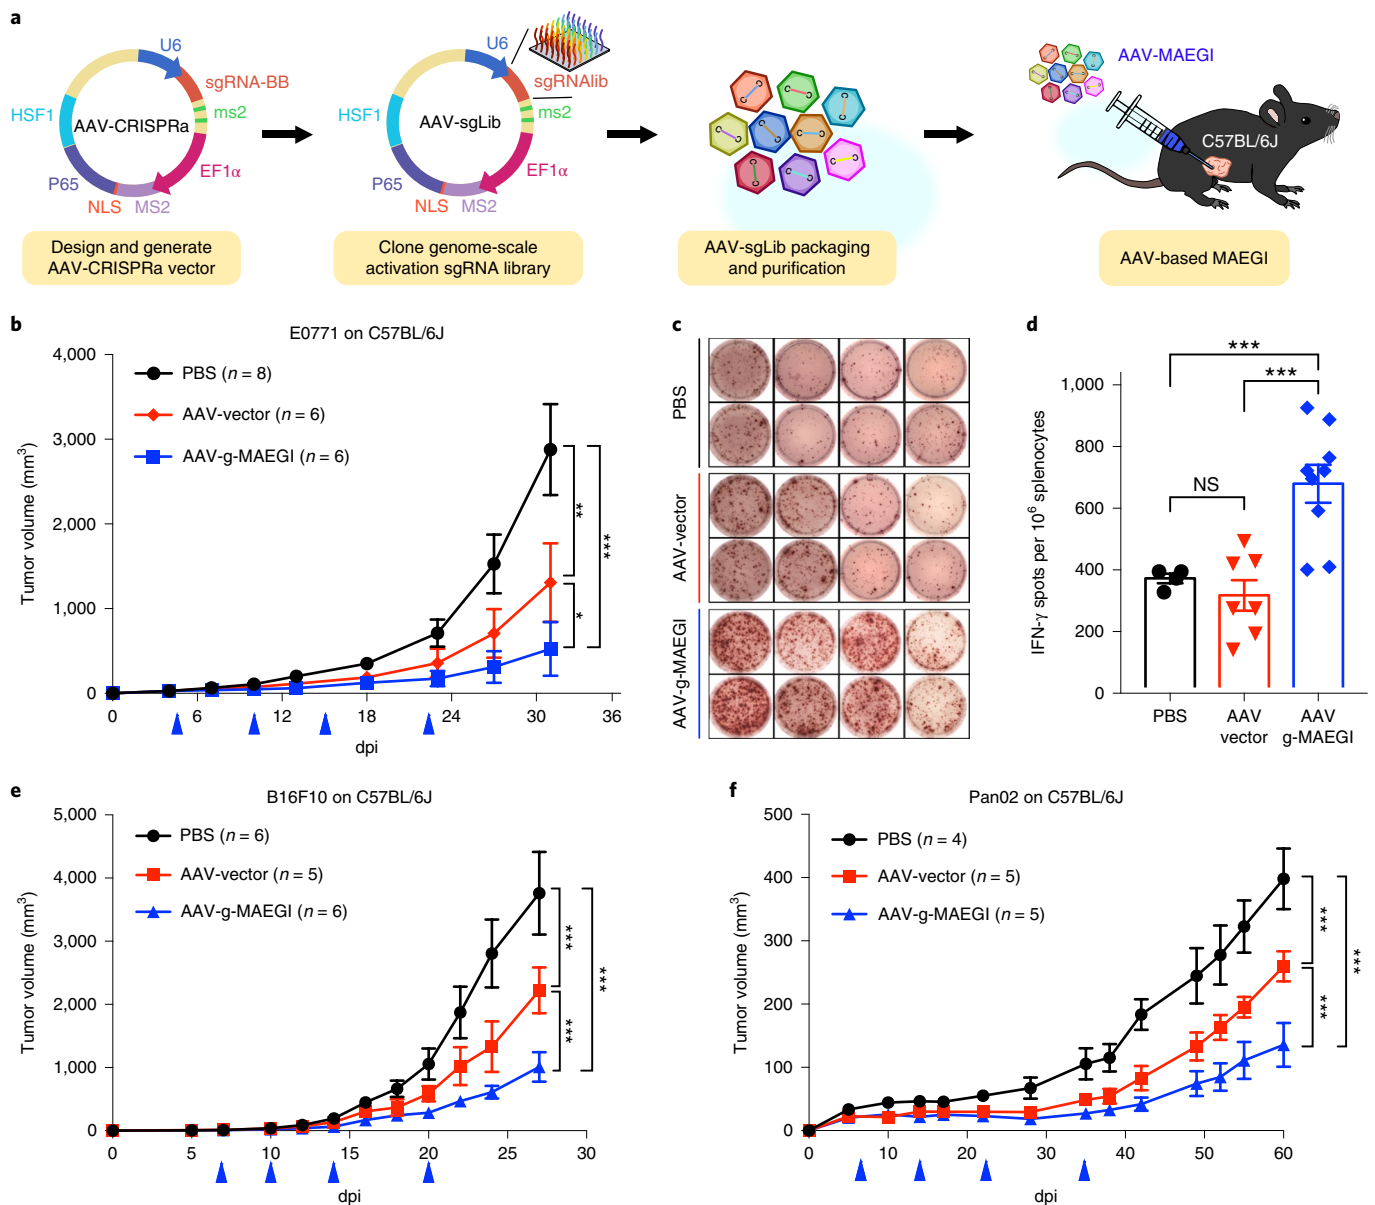 a
U6
sgRNA-BB
ms2
HSF1
AAV-CRISPRa
EF1α
P65
NLS
MS2
Design and generate
AAV-CRISPRa vector
U6
sgRNAlib
ms2
HSF1
AAV-sgLib
EF1α
P65
NLS
MS2
Clone genome-scale
activation sgRNA library
AAV-sgLib packaging
and purification
AAV-MAEGI
C57BL/6J
AAV-based MAEGI
b
E0771 on C57BL/6J
PBS (n = 8)
AAV-vector (n = 6)
AAV-g-MAEGI (n = 6)
Tumor volume (mm³)
4,000
3,000
2,000
1,000
0
0 6 12 18 24 30 36
dpi
**
*
***
c
PBS
AAV-vector
AAV-g-MAEGI
d
IFN-γ spots per 10⁶ splenocytes
1,000
800
600
400
200
0
***
***
NS
PBS
AAV
vector
AAV
g-MAEGI
e
B16F10 on C57BL/6J
PBS (n = 6)
AAV-vector (n = 5)
AAV-g-MAEGI (n = 6)
Tumor volume (mm³)
5,000
4,000
3,000
2,000
1,000
0
0 5 10 15 20 25 30
dpi
***
***
***
f
Pan02 on C57BL/6J
PBS (n = 4)
AAV-vector (n = 5)
AAV-g-MAEGI (n = 5)
Tumor volume (mm³)
500
400
300
200
100
0
0 10 20 30 40 50 60
dpi
***
***
***